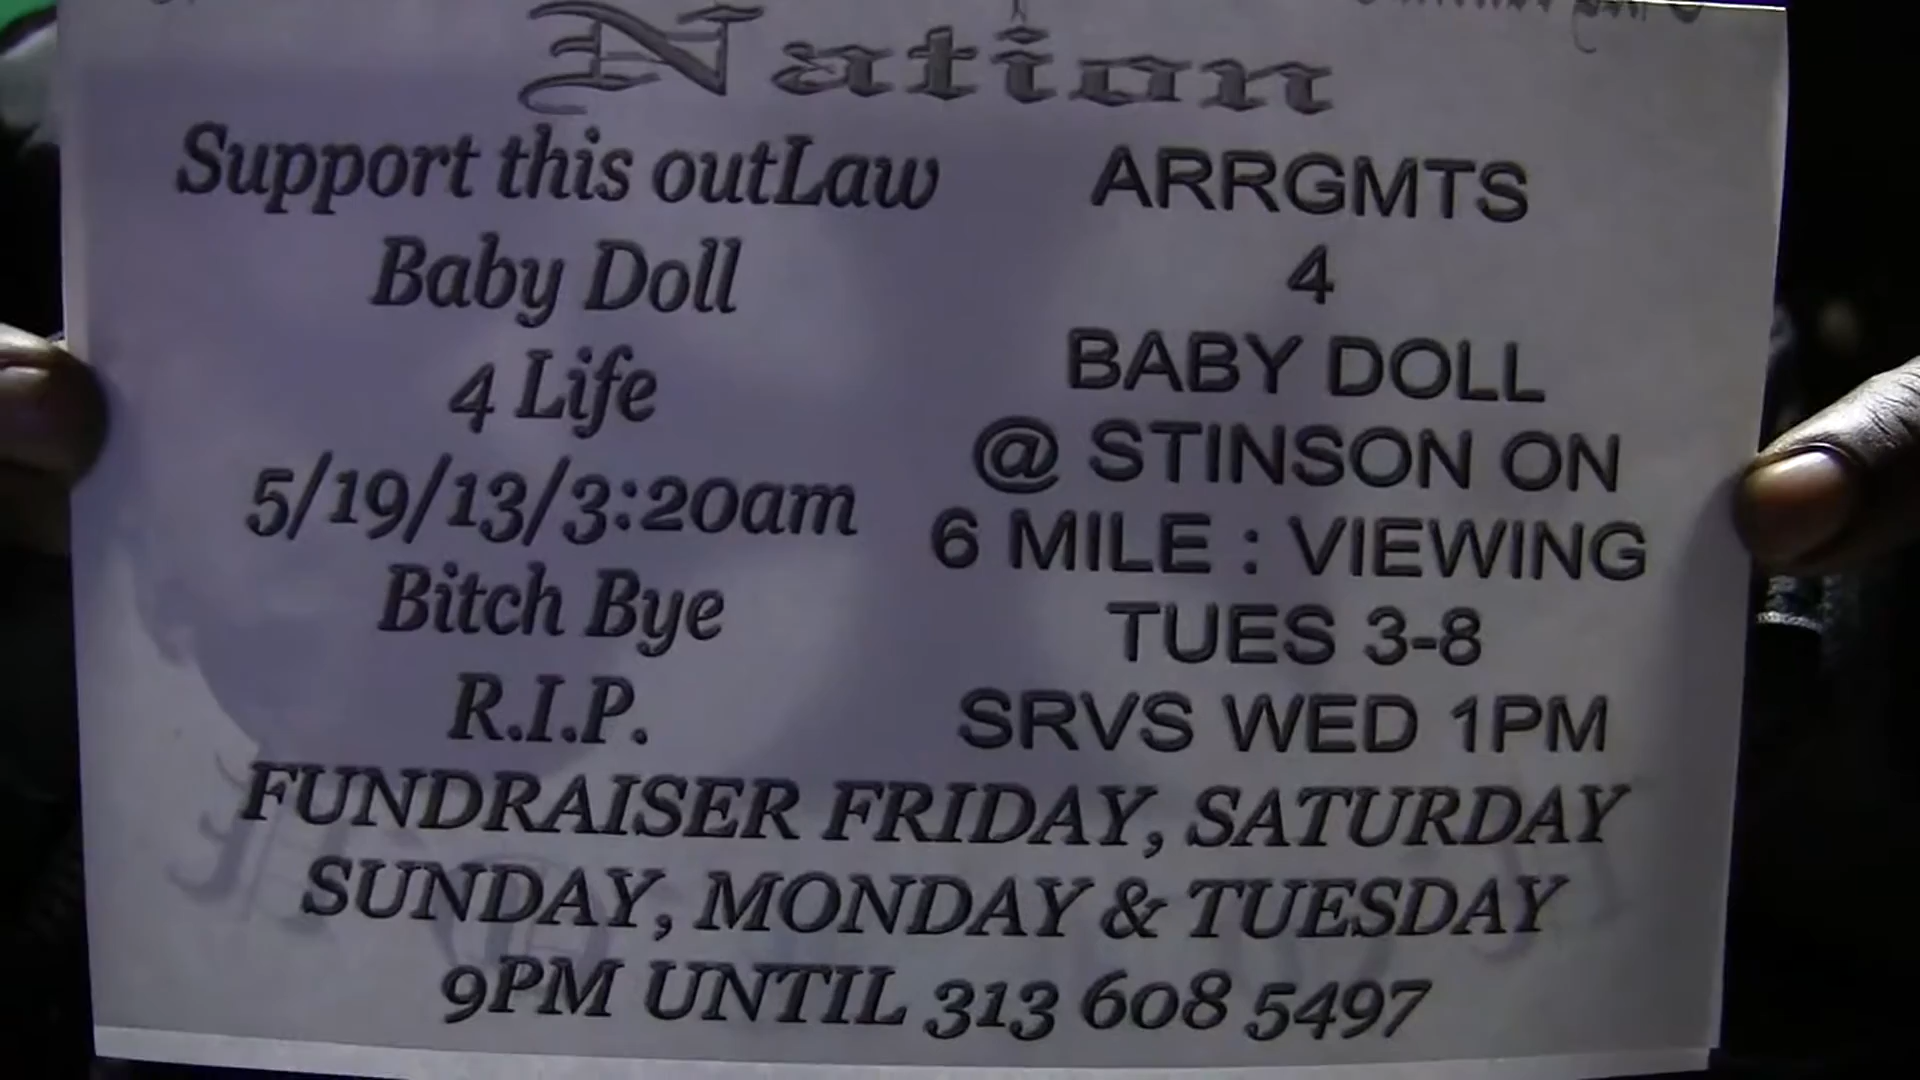 Nation
Support this outLaw
Baby Doll
4 Life
5/19/13/3:20am
Bitch Bye
R.I.P.
ARRGMTS
4
BABY DOLL
@ STINSON ON
6 MILE : VIEWING
TUES 3-8
SRVS WED 1PM
FUNDRAISER FRIDAY, SATURDAY
SUNDAY, MONDAY & TUESDAY
9PM UNTIL 313 608 5497